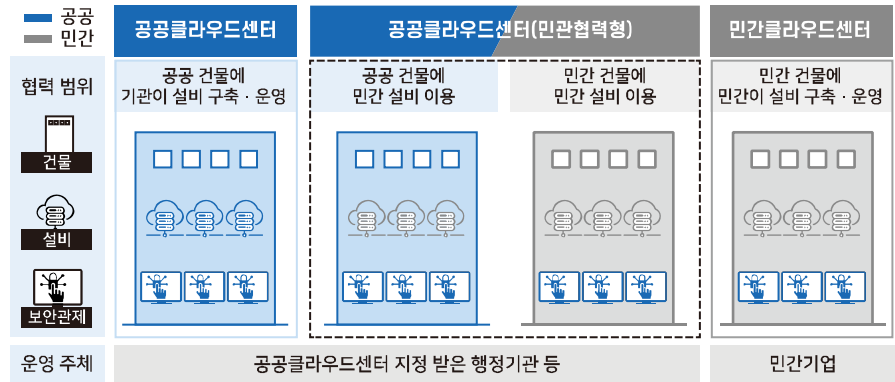 공공
민간
공공클라우드센터
공공클라우드센터(민관협력형)
민간클라우드센터
협력 범위
공공 건물에
기관이 설비 구축 · 운영
공공 건물에
민간 설비 이용
민간 건물에
민간 설비 이용
민간 건물에
민간이 설비 구축 · 운영
건물
설비
보안관제
운영 주체
공공클라우드센터 지정 받은 행정기관 등
민간기업